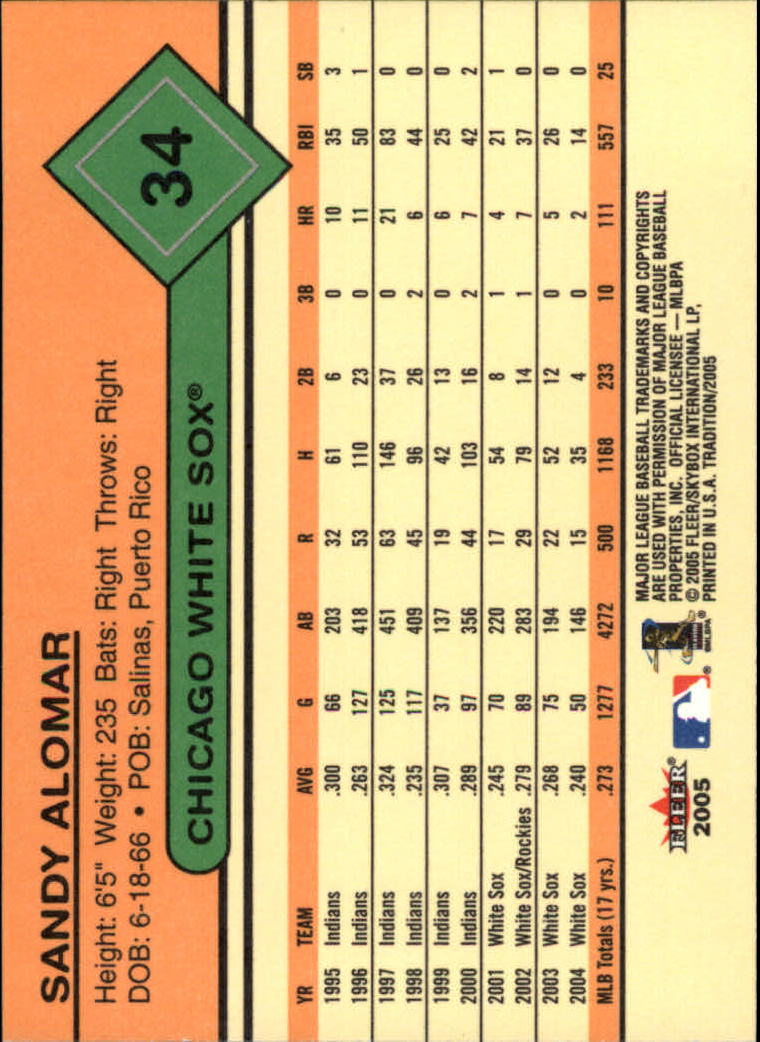 SANDY ALOMAR
Height: 6'5" Weight: 235 Bats: Right Throws: Right
DOB: 6-18-66 • POB: Salinas, Puerto Rico
34
CHICAGO WHITE SOX®
YR TEAM AVG G AB R H 2B 3B HR RBI SB
1995 Indians .300 66 203 32 61 6 0 10 35 3
1996 Indians .263 127 418 53 110 23 0 11 50 1
1997 Indians .324 125 451 63 146 37 0 21 83 0
1998 Indians .235 117 409 45 96 26 2 6 44 0
1999 Indians .307 37 137 19 42 13 0 6 25 0
2000 Indians .289 97 356 44 103 16 2 7 42 2
2001 White Sox .245 70 220 17 54 8 1 4 21 1
2002 White Sox/Rockies .279 89 283 29 79 14 1 7 37 0
2003 White Sox .268 75 194 22 52 12 0 5 26 0
2004 White Sox .240 50 146 15 35 4 0 2 14 0
MLB Totals (17 yrs.) .273 1277 4272 500 1168 233 10 111 557 25
FLEER®
2005
®
®
©MLBPA
MAJOR LEAGUE BASEBALL TRADEMARKS AND COPYRIGHTS
ARE USED WITH PERMISSION OF MAJOR LEAGUE BASEBALL
PROPERTIES, INC. OFFICIAL LICENSEE — MLBPA
© 2005 FLEER/SKYBOX INTERNATIONAL LP,
PRINTED IN U.S.A. TRADITION/2005